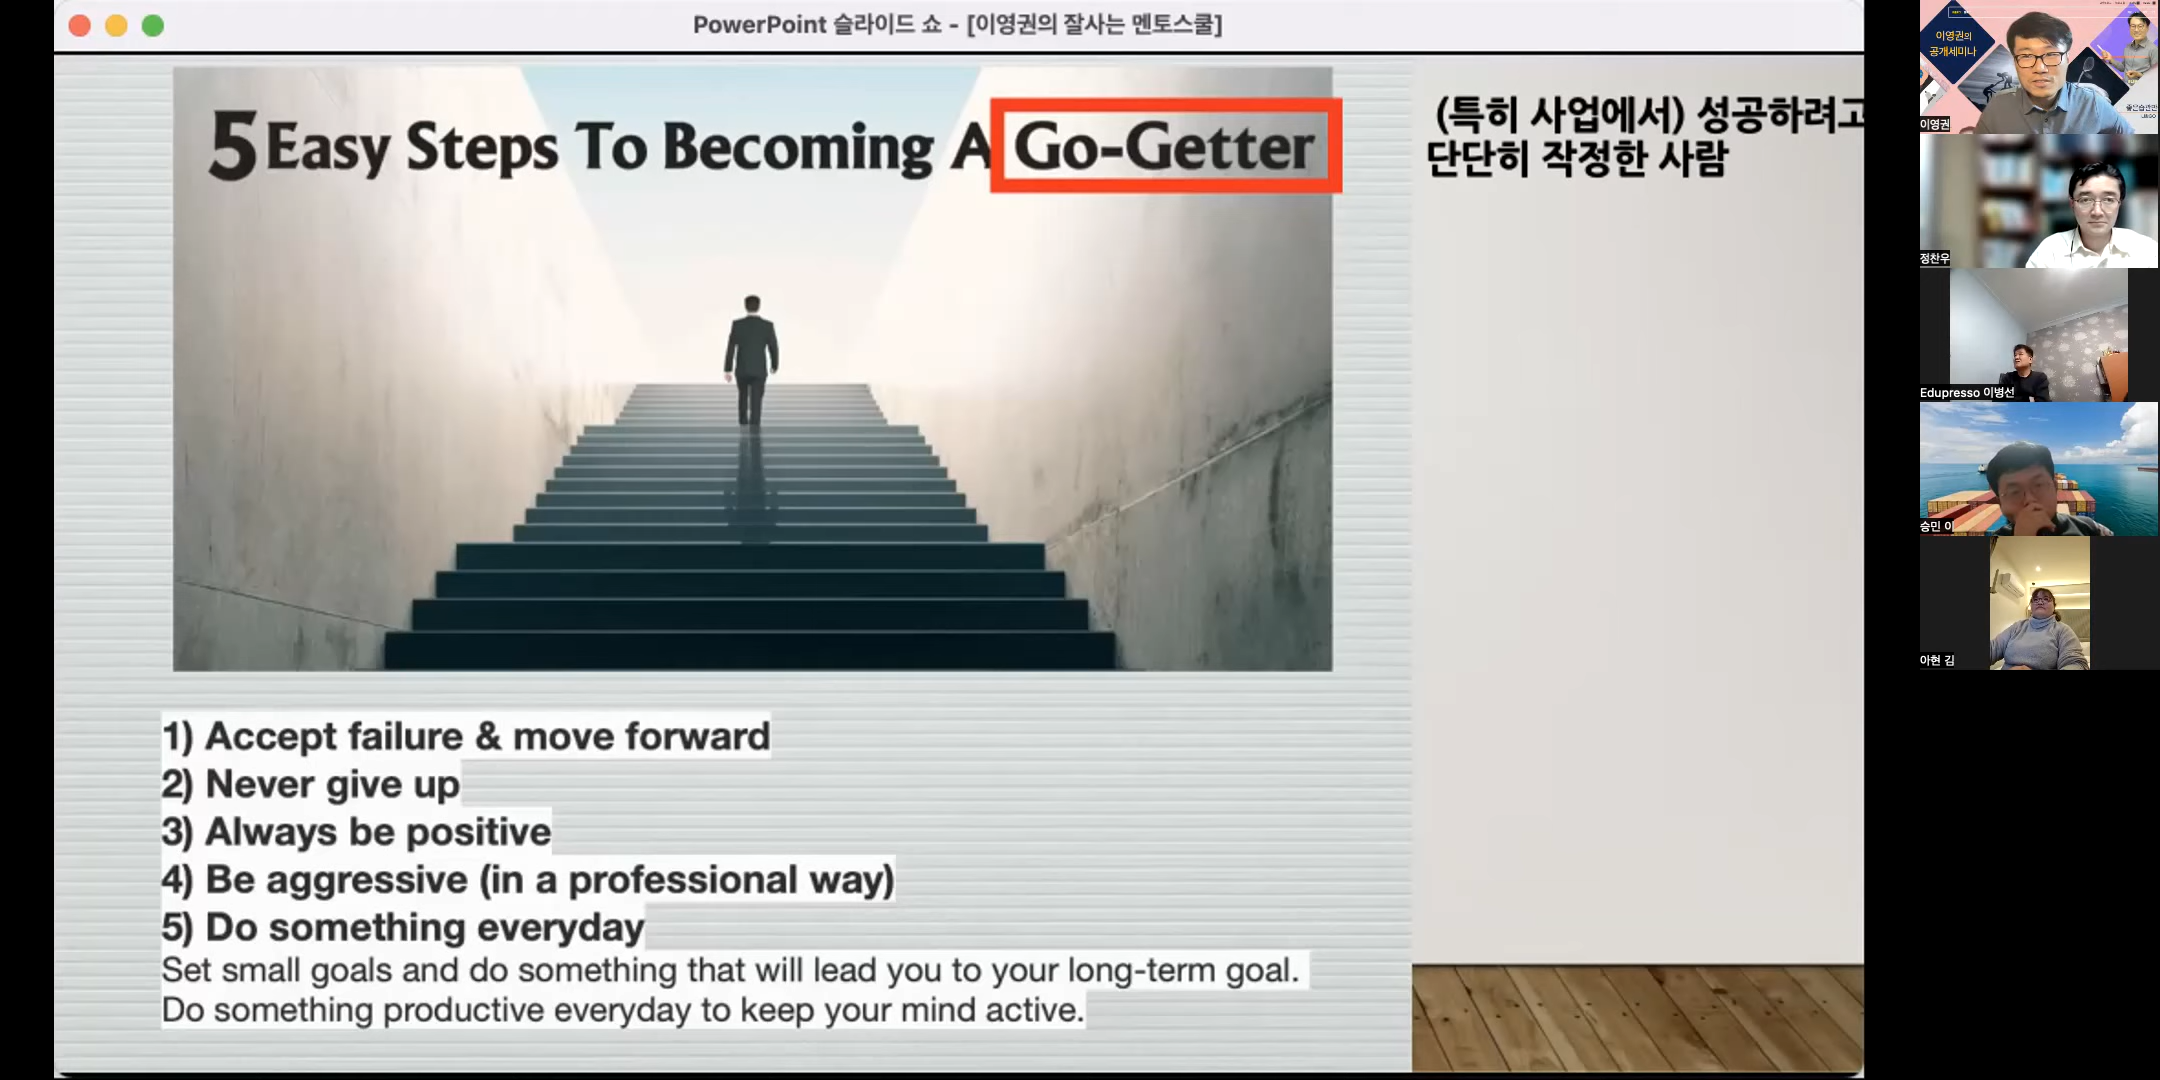 PowerPoint 슬라이드 쇼 - [이영권의 잘사는 멘토스쿨]
5 Easy Steps To Becoming A Go-Getter
(특히 사업에서) 성공하려고
단단히 작정한 사람
1) Accept failure & move forward
2) Never give up
3) Always be positive
4) Be aggressive (in a professional way)
5) Do something everyday
Set small goals and do something that will lead you to your long-term goal.
Do something productive everyday to keep your mind active.
이영권의
공개세미나
이영권
정찬우
Edupresso 이병선
승민 이
아현 김